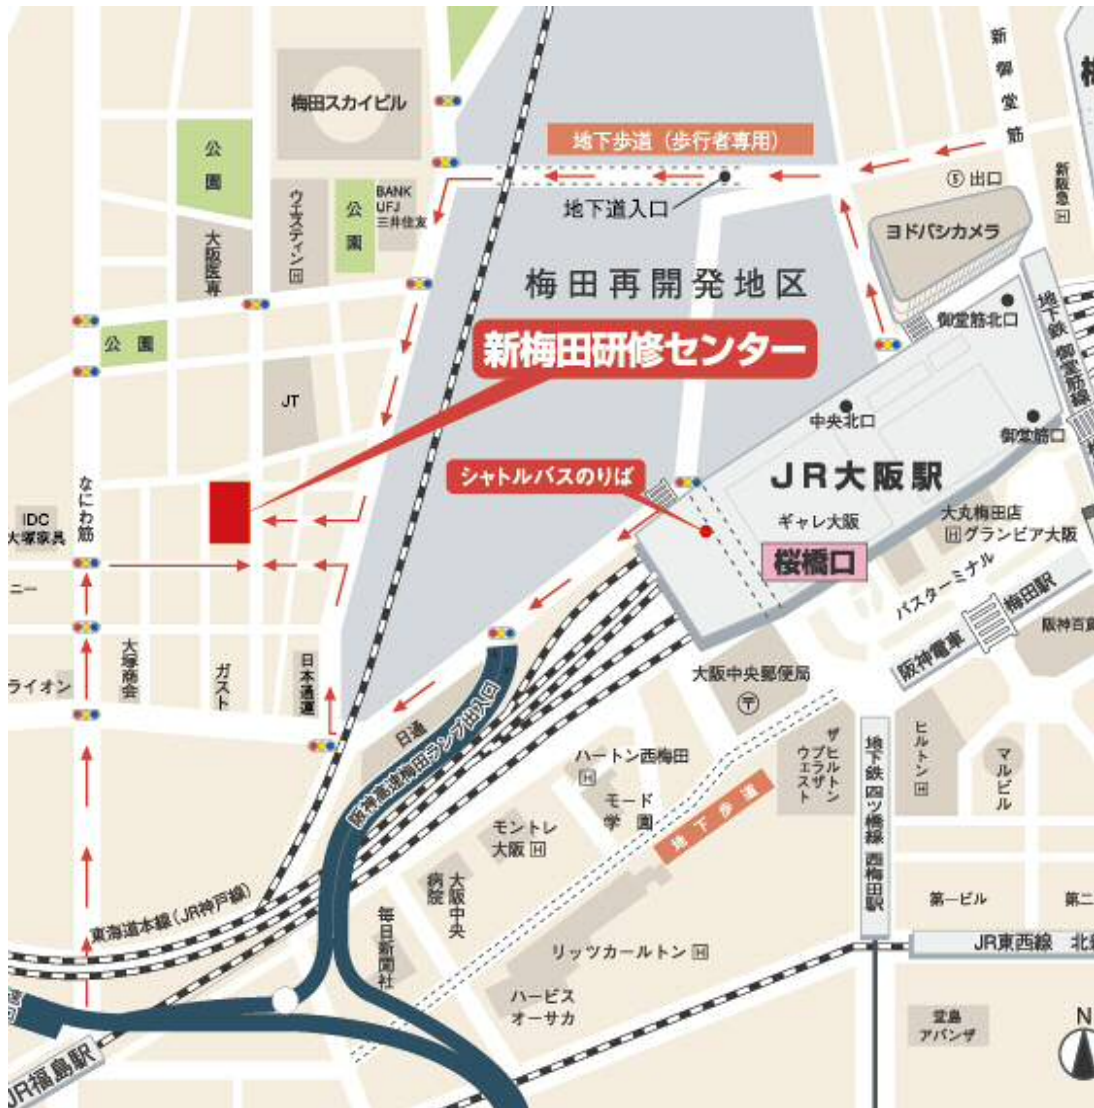 新御堂筋
梅田スカイビル
地下歩道（歩行者専用）
公園
⑤出口
新阪急
H
地下道入口
ウェスティン
H
公園
BANK
UFJ
三井住友
ヨドバシカメラ
大阪医専
梅田再開発地区
地下鉄 御堂筋線
御堂筋北口
公園
新梅田研修センター
JT
中央北口
御堂筋口
JR大阪駅
シャトルバスのりば
なにわ筋
IDC
大塚家具
ギャレ大阪
大丸梅田店
Hグランビア大阪
桜橋口
バスターミナル
梅田駅
阪神電車
阪神百貨
ニー
大塚商会
ガスト
日本通運
ライオン
大阪中央郵便局
〒
日通
阪神高速梅田ランプ出入口
ハートン西梅田
H
ザヒルトン
プラザ
ウエスト
地下鉄 四ツ橋線 西梅田駅
ヒルトン
H
マルビル
モード
学園
地下歩道
モントレ
大阪H
大阪中央
病院
毎日新聞社
東海道本線（JR神戸線）
第一ビル
第二
リッツカールトンH
JR東西線 北新
ハービス
オーサカ
堂島
アバンザ
N
JR福島駅